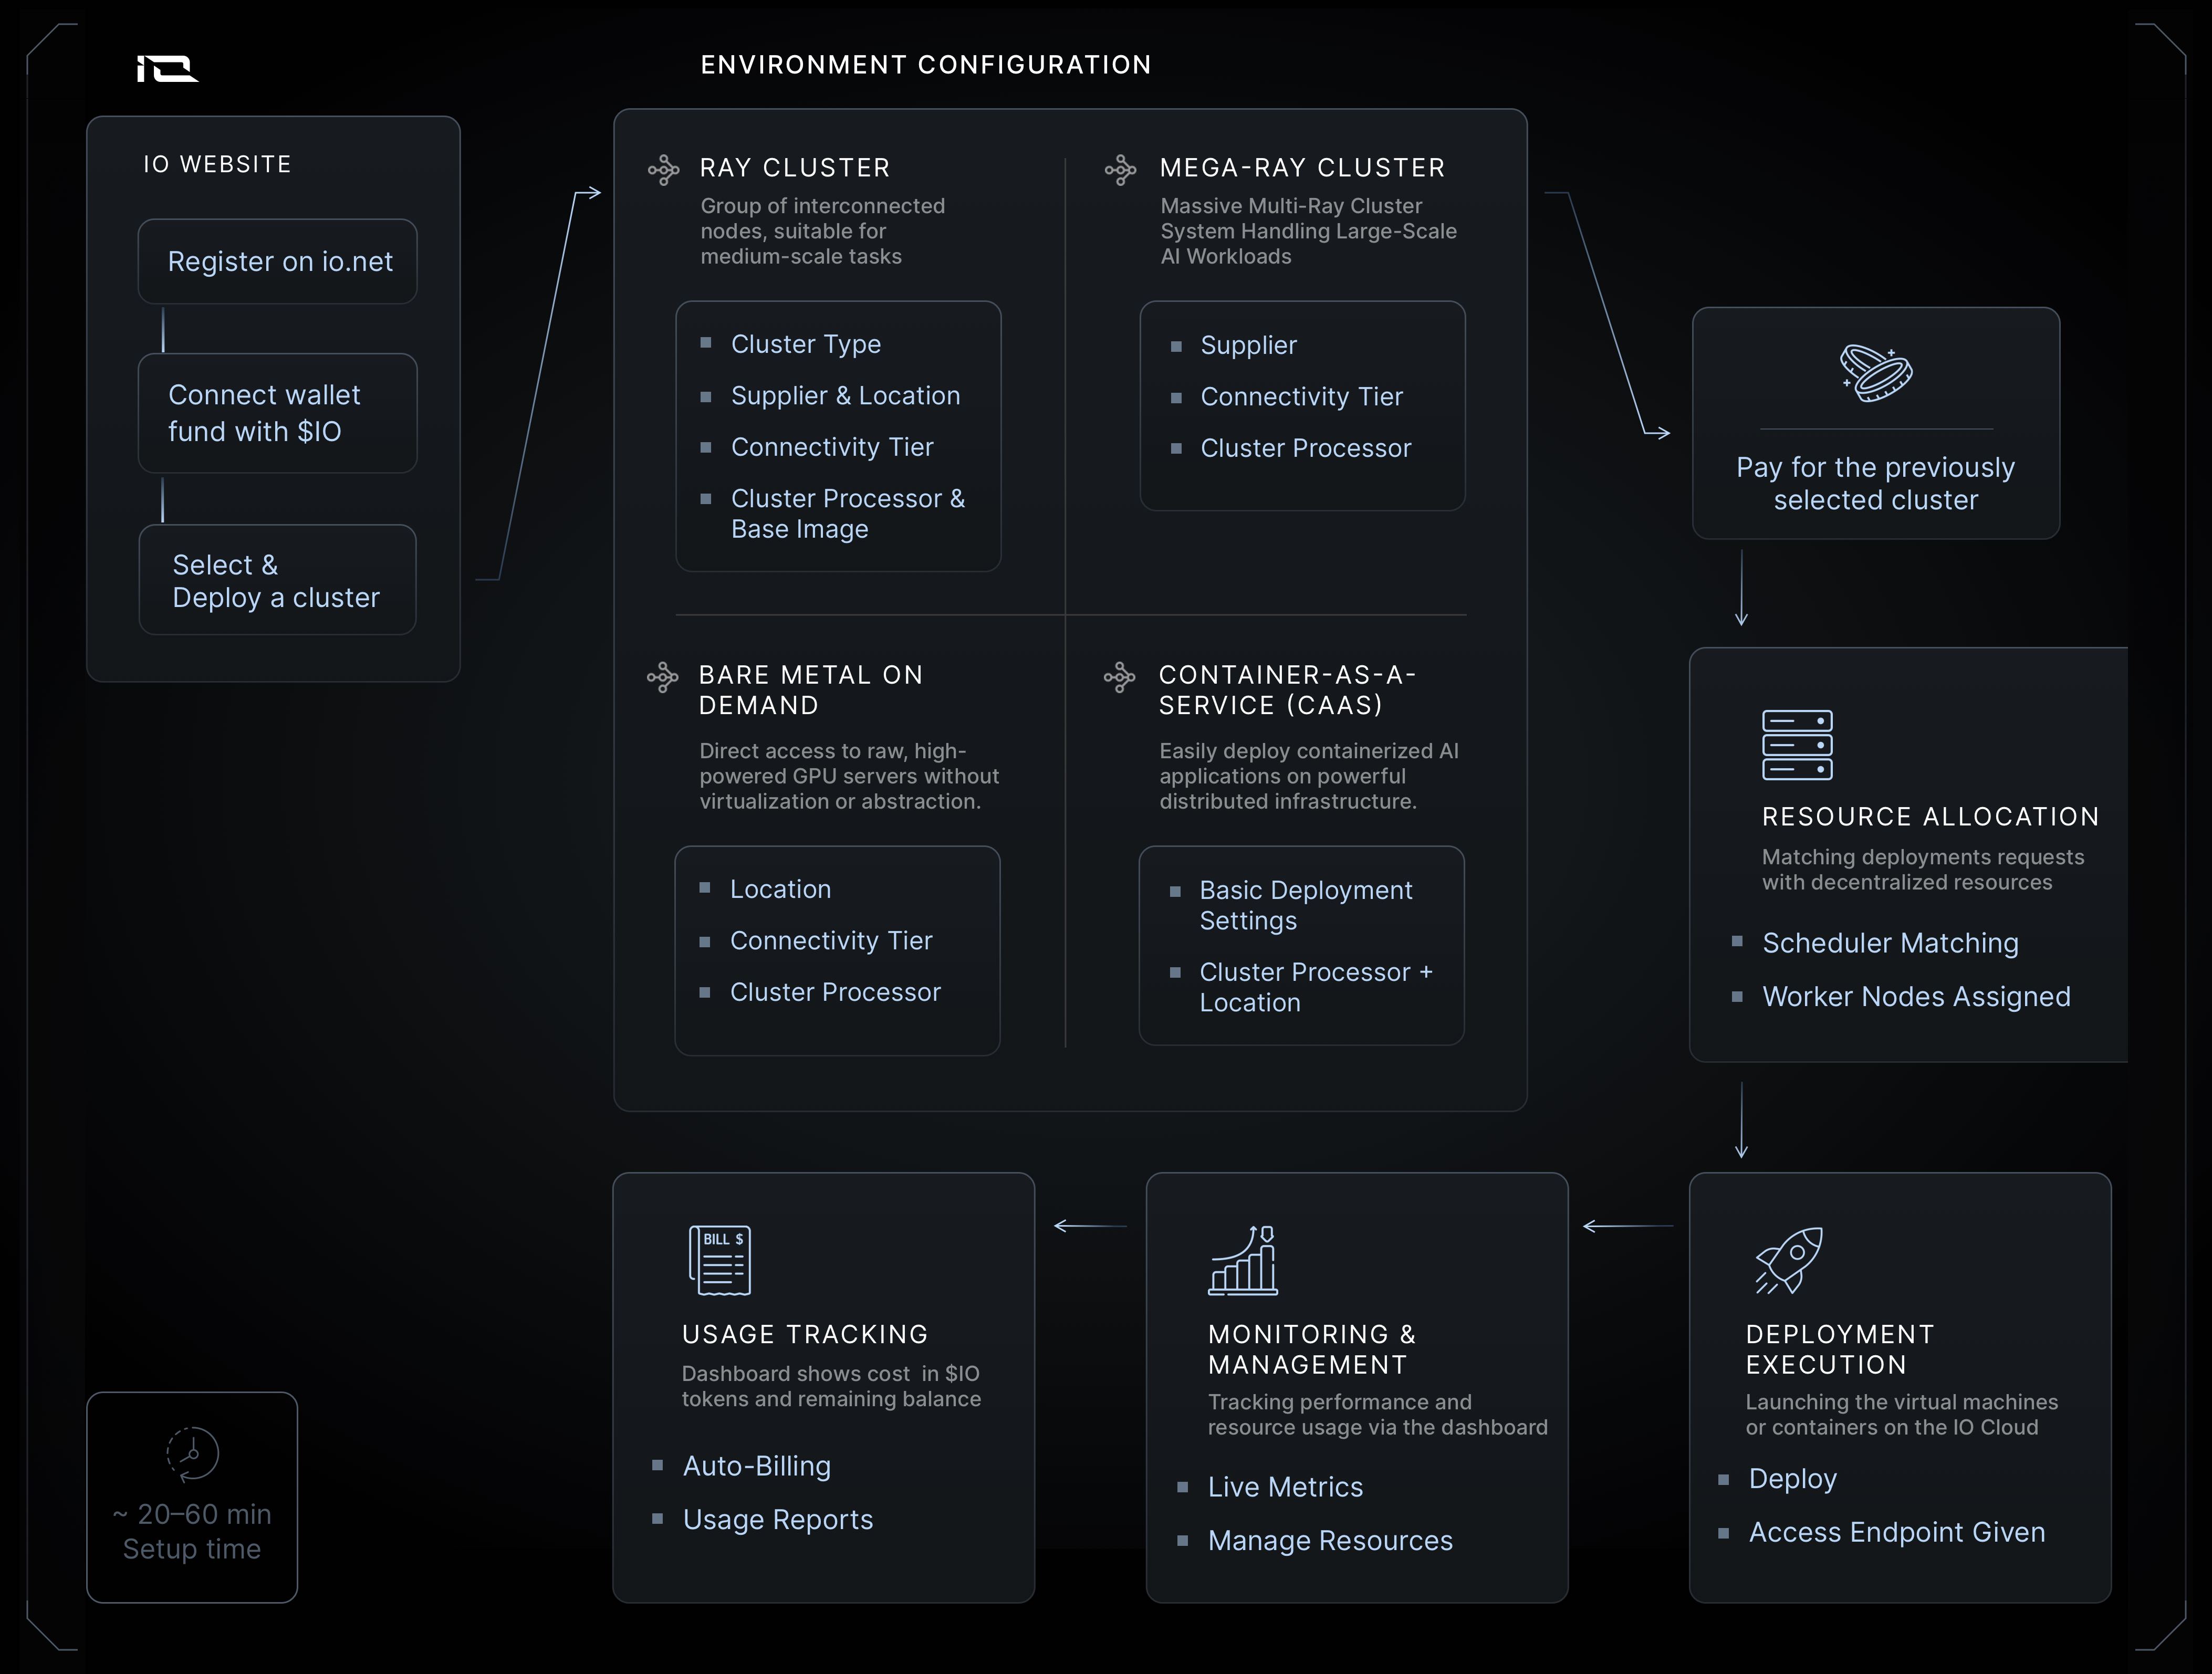 IO
ENVIRONMENT CONFIGURATION
IO WEBSITE
Register on io.net
Connect wallet
fund with $IO
Select &
Deploy a cluster
RAY CLUSTER
Group of interconnected
nodes, suitable for
medium-scale tasks
Cluster Type
Supplier & Location
Connectivity Tier
Cluster Processor &
Base Image
MEGA-RAY CLUSTER
Massive Multi-Ray Cluster
System Handling Large-Scale
AI Workloads
Supplier
Connectivity Tier
Cluster Processor
BARE METAL ON
DEMAND
Direct access to raw, high-
powered GPU servers without
virtualization or abstraction.
Location
Connectivity Tier
Cluster Processor
CONTAINER-AS-A-
SERVICE (CAAS)
Easily deploy containerized AI
applications on powerful
distributed infrastructure.
Basic Deployment
Settings
Cluster Processor +
Location
Pay for the previously
selected cluster
RESOURCE ALLOCATION
Matching deployments requests
with decentralized resources
Scheduler Matching
Worker Nodes Assigned
DEPLOYMENT
EXECUTION
Launching the virtual machines
or containers on the IO Cloud
Deploy
Access Endpoint Given
MONITORING &
MANAGEMENT
Tracking performance and
resource usage via the dashboard
Live Metrics
Manage Resources
BILL $
USAGE TRACKING
Dashboard shows cost  in $IO
tokens and remaining balance
Auto-Billing
Usage Reports
~ 20–60 min
Setup time